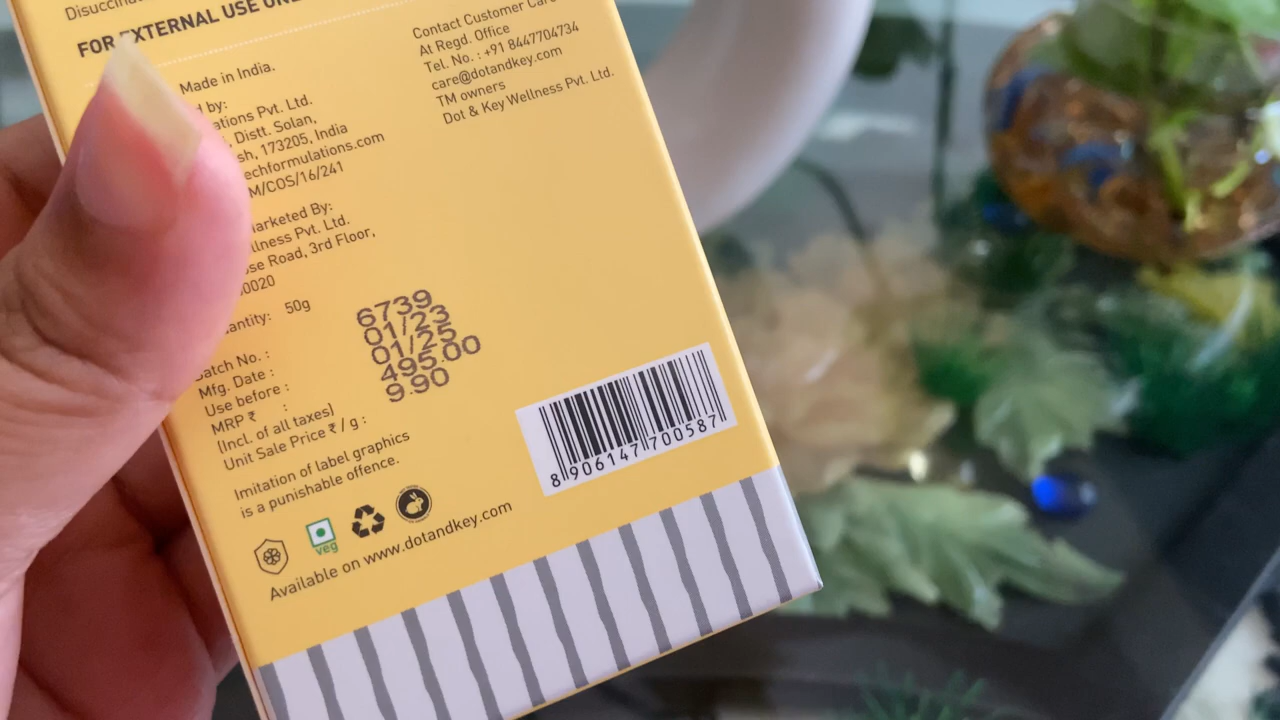 Disuccinate
FOR EXTERNAL USE ONLY
Made in India.
d by:
ations Pvt. Ltd.
, Distt. Solan,
sh, 173205, India
echformulations.com
M/COS/16/241
arketed By:
llness Pvt. Ltd.
se Road, 3rd Floor,
0020
antity: 50g
Batch No. : 6739
Mfg. Date : 01/23
Use before : 01/25
MRP ₹ : 495.00
(Incl. of all taxes)
Unit Sale Price ₹ / g : 9.90
Imitation of label graphics
is a punishable offence.
veg
Available on www.dotandkey.com
Contact Customer Care
At Regd. Office
Tel. No. : +91 8447704734
care@dotandkey.com
TM owners
Dot & Key Wellness Pvt. Ltd.
8 906147 700587